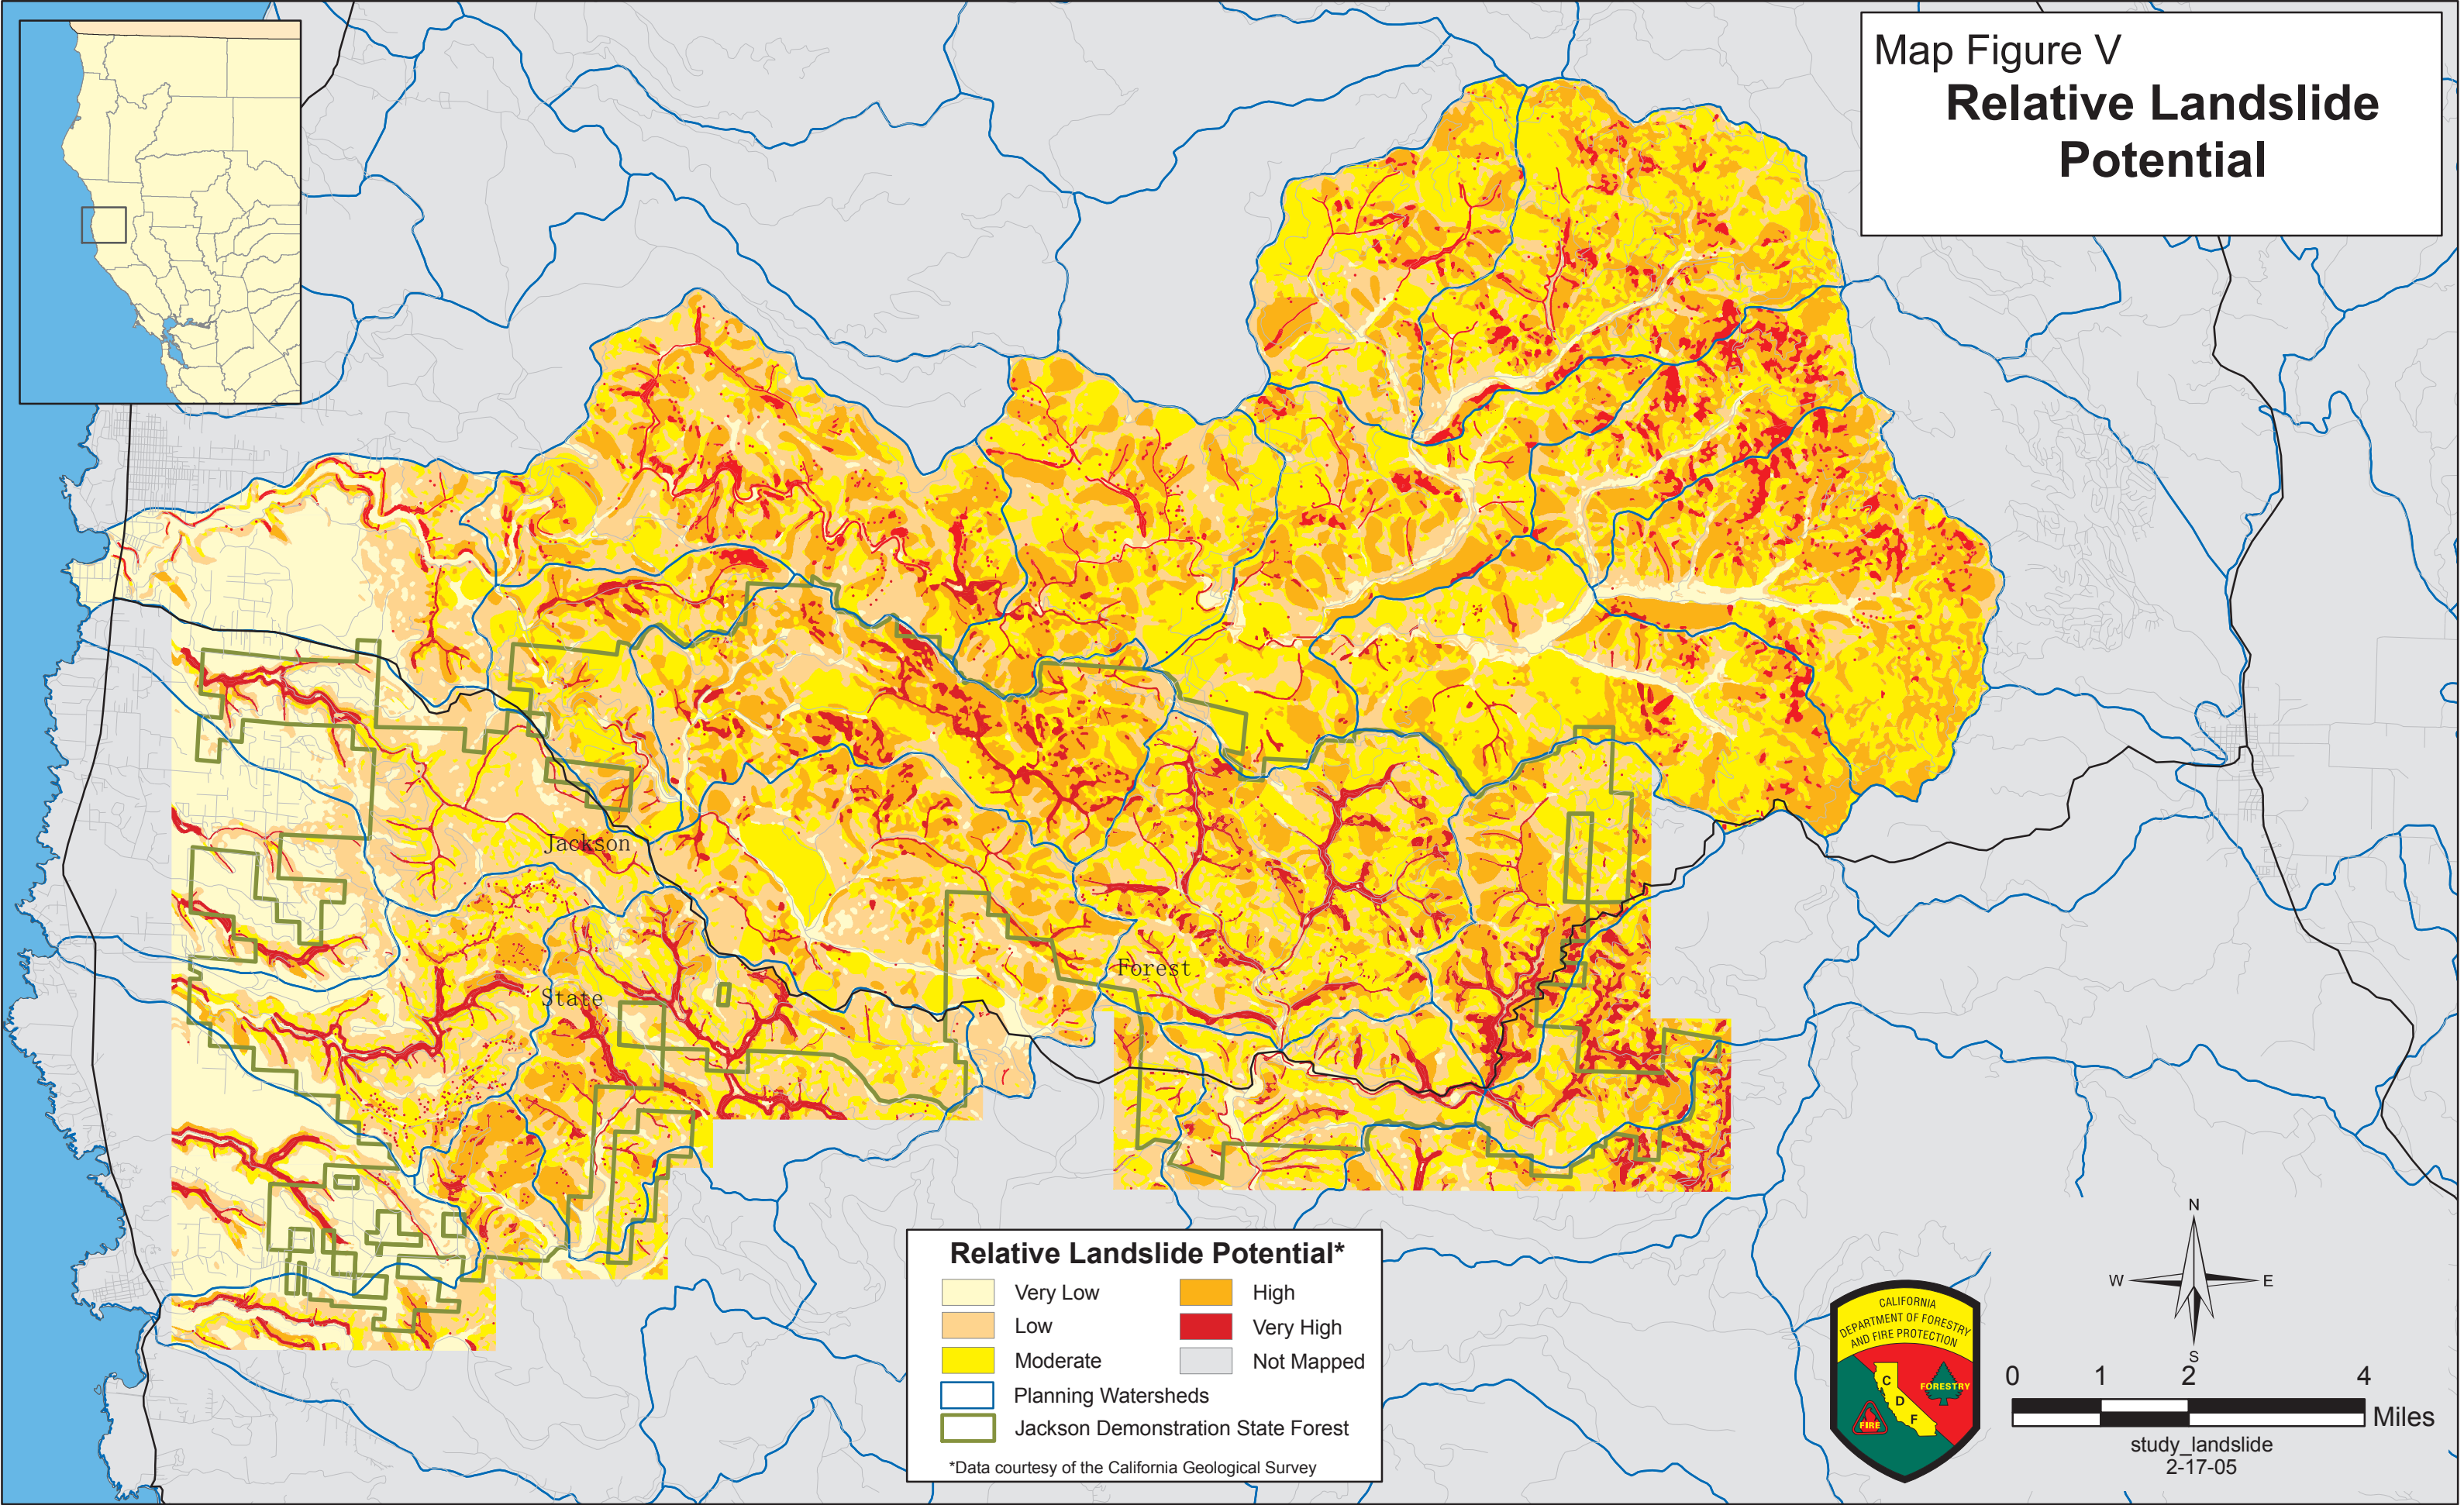 Map Figure V
Relative Landslide
Potential
Jackson
Forest
State
Relative Landslide Potential*
Very Low
High
Low
Very High
Moderate
Not Mapped
Planning Watersheds
Jackson Demonstration State Forest
*Data courtesy of the California Geological Survey
CALIFORNIA
DEPARTMENT OF FORESTRY
AND FIRE PROTECTION
C
D
F
FORESTRY
FIRE
N
W
E
S
0 1 2 4
Miles
study_landslide
2-17-05